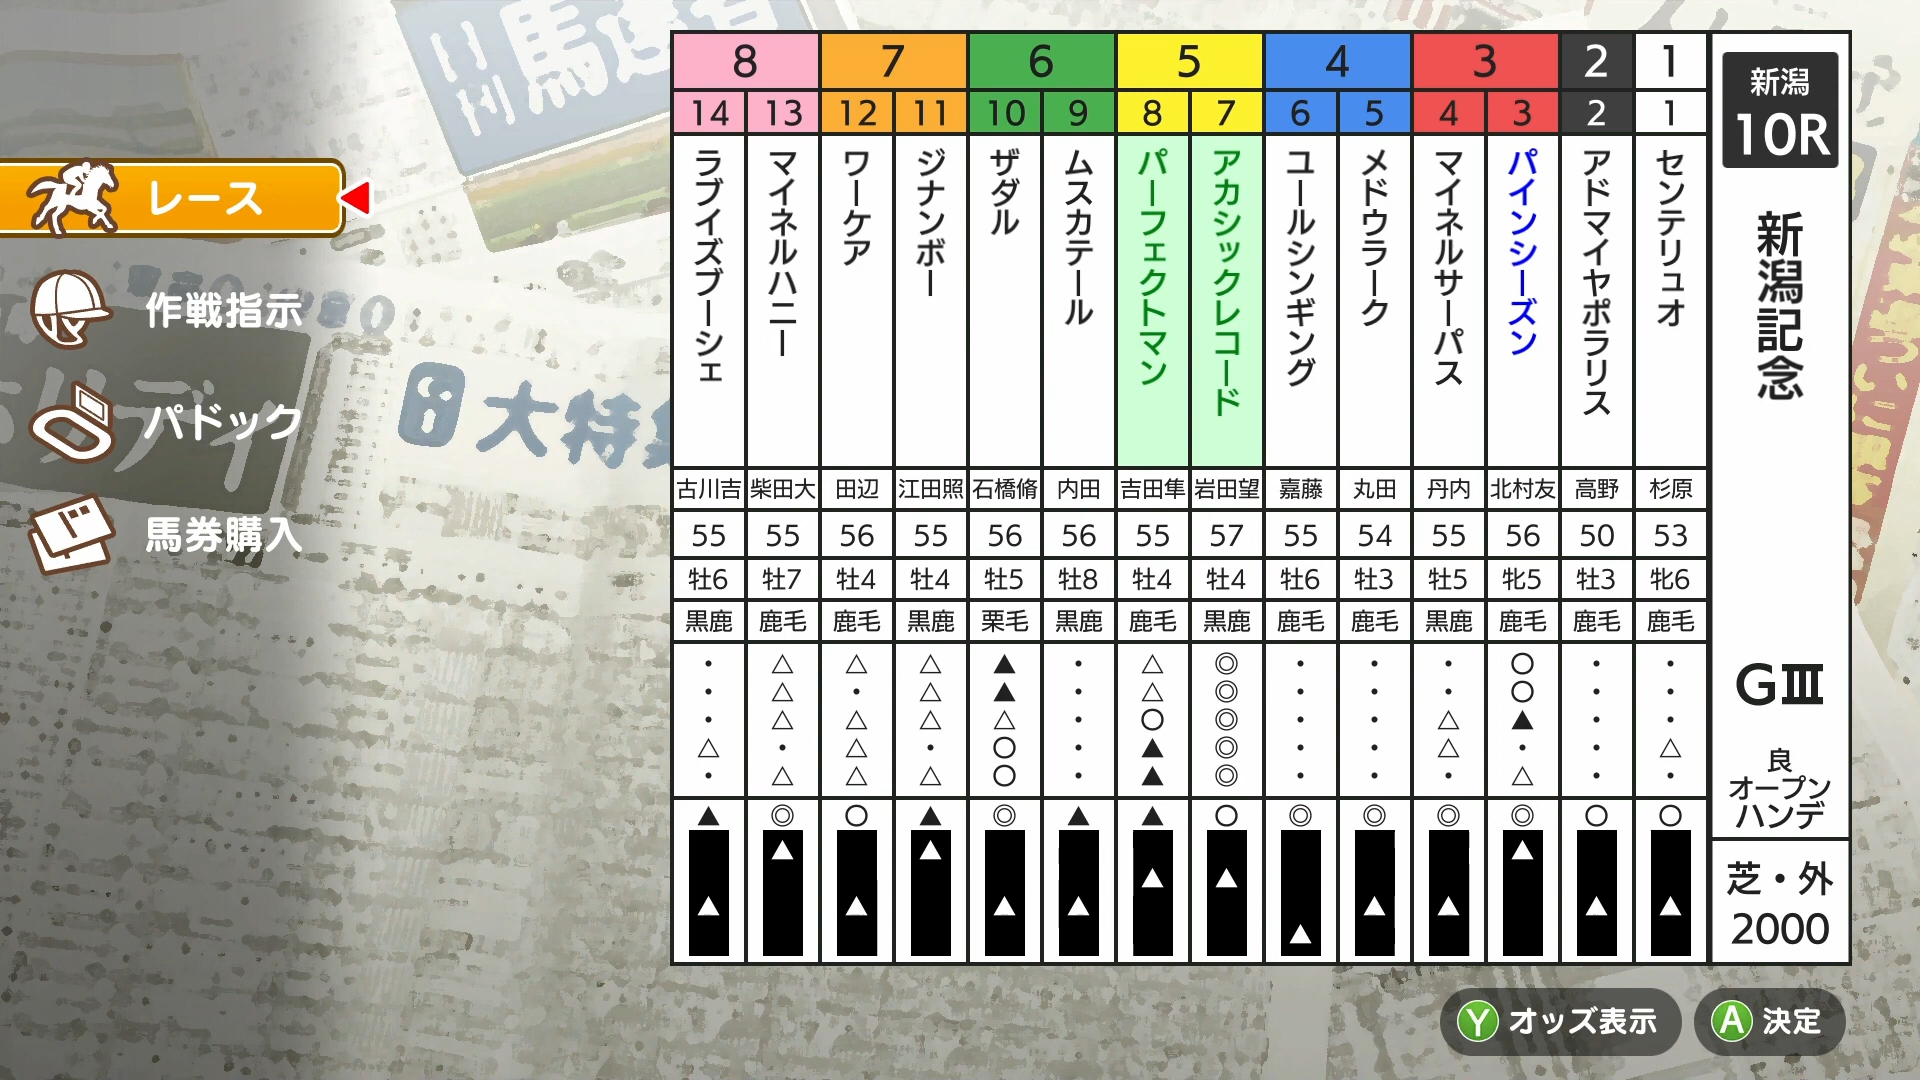 レース
作戦指示
パドック
馬券購入
新潟
10R
新潟記念
GⅢ
良
オープン
ハンデ
芝・外
2000
8 7 6 5 4 3 2 1
14 13 12 11 10 9 8 7 6 5 4 3 2 1
センテリュオ
アドマイヤポラリス
パインシーズン
マイネルサーパス
メドウラーク
ユールシンギング
アカシックレコード
パーフェクトマン
ムスカテール
ザダル
ジナンボー
ワーケア
マイネルハニー
ラブイズブーシェ
古川吉 柴田大 田辺 江田照 石橋脩 内田 吉田隼 岩田望 嘉藤 丸田 丹内 北村友 高野 杉原
55 55 56 55 56 56 55 57 55 54 55 56 50 53
牡6 牡7 牡4 牡4 牡5 牡8 牡4 牡4 牡6 牡3 牡5 牝5 牡3 牝6
黒鹿 鹿毛 鹿毛 黒鹿 栗毛 黒鹿 鹿毛 黒鹿 鹿毛 鹿毛 黒鹿 鹿毛 鹿毛 鹿毛
・ △ △ △ ▲ ・ △ ◎ ・ ・ ・ ○ ・ ・
・ △ ・ △ ▲ ・ △ ◎ ・ ・ ・ ○ ・ ・
・ △ △ △ △ ・ ○ ◎ ・ ・ △ ▲ ・ ・
△ ・ △ ・ ○ ・ ▲ ◎ ・ ・ △ ・ ・ △
・ △ △ △ ○ ・ ▲ ◎ ・ ・ ・ △ ・ ・
▲ ◎ ○ ▲ ◎ ▲ ▲ ○ ◎ ◎ ◎ ◎ ○ ○
大特
Y オッズ表示
A 決定